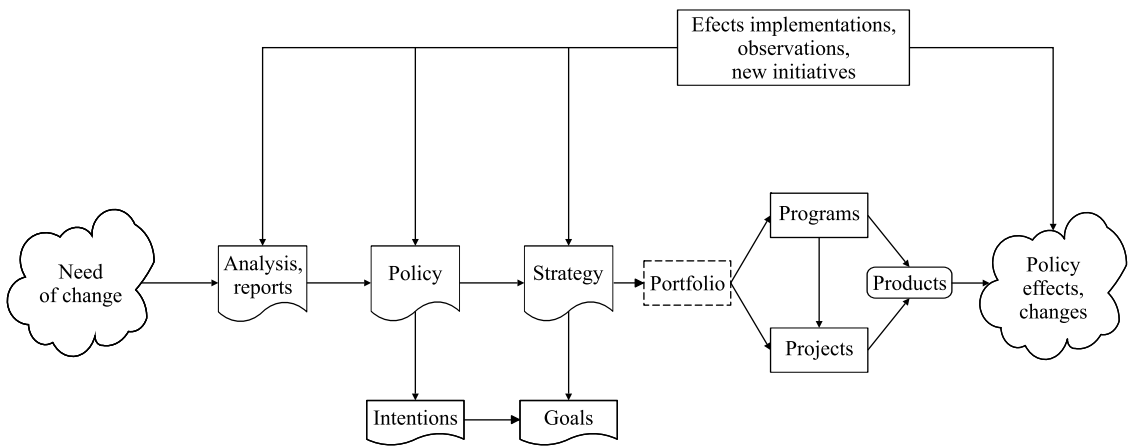 Efects implementations,
observations,
new initiatives
Need
of change
Analysis,
reports
Policy
Strategy
Portfolio
Programs
Projects
Products
Policy
effects,
changes
Intentions
Goals